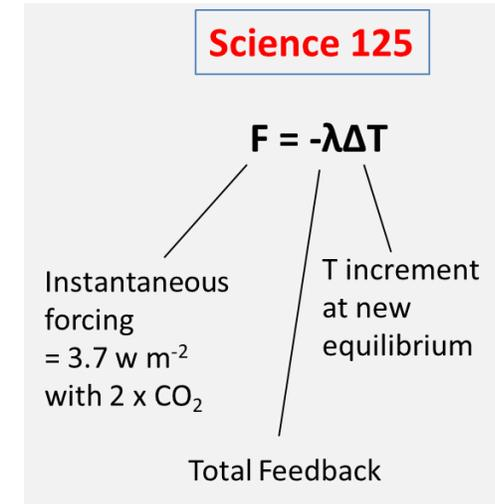 Science 125
F = -λΔT
Instantaneous
forcing
= 3.7 w m⁻²
with 2 x CO₂
T increment
at new
equilibrium
Total Feedback